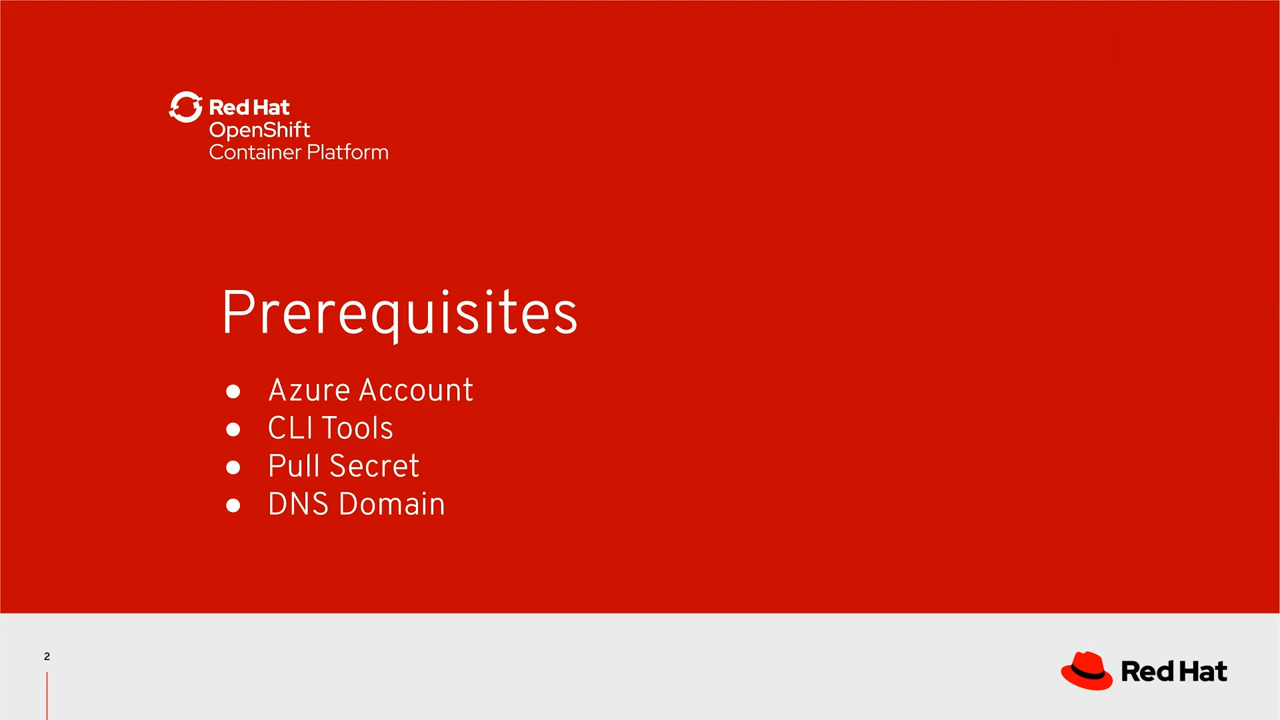 Red Hat
OpenShift
Container Platform
Prerequisites
● Azure Account
● CLI Tools
● Pull Secret
● DNS Domain
2
Red Hat